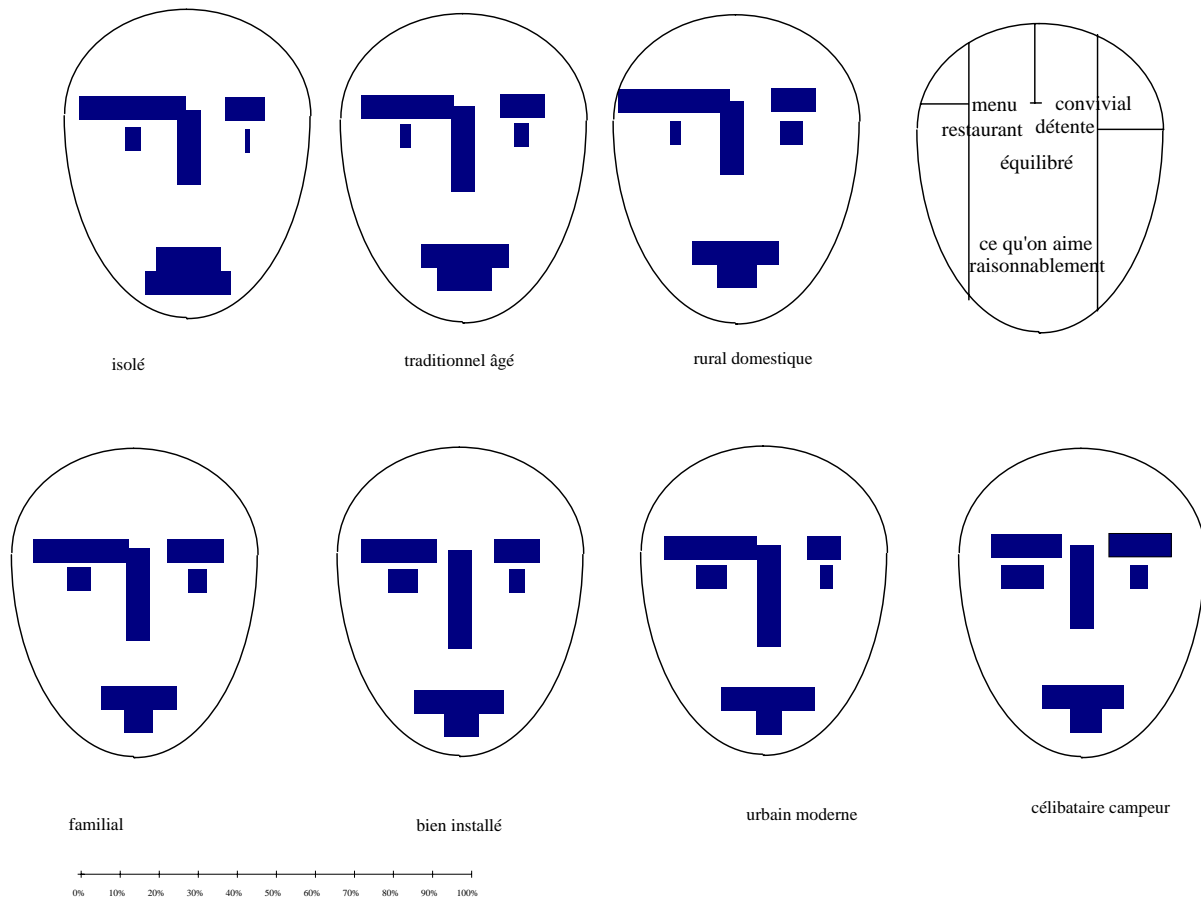 menu convivial
restaurant détente
équilibré
ce qu'on aime
raisonnablement
isolé traditionnel âgé rural domestique
familial bien installé urbain moderne célibataire campeur
0% 10% 20% 30% 40% 50% 60% 70% 80% 90% 100%